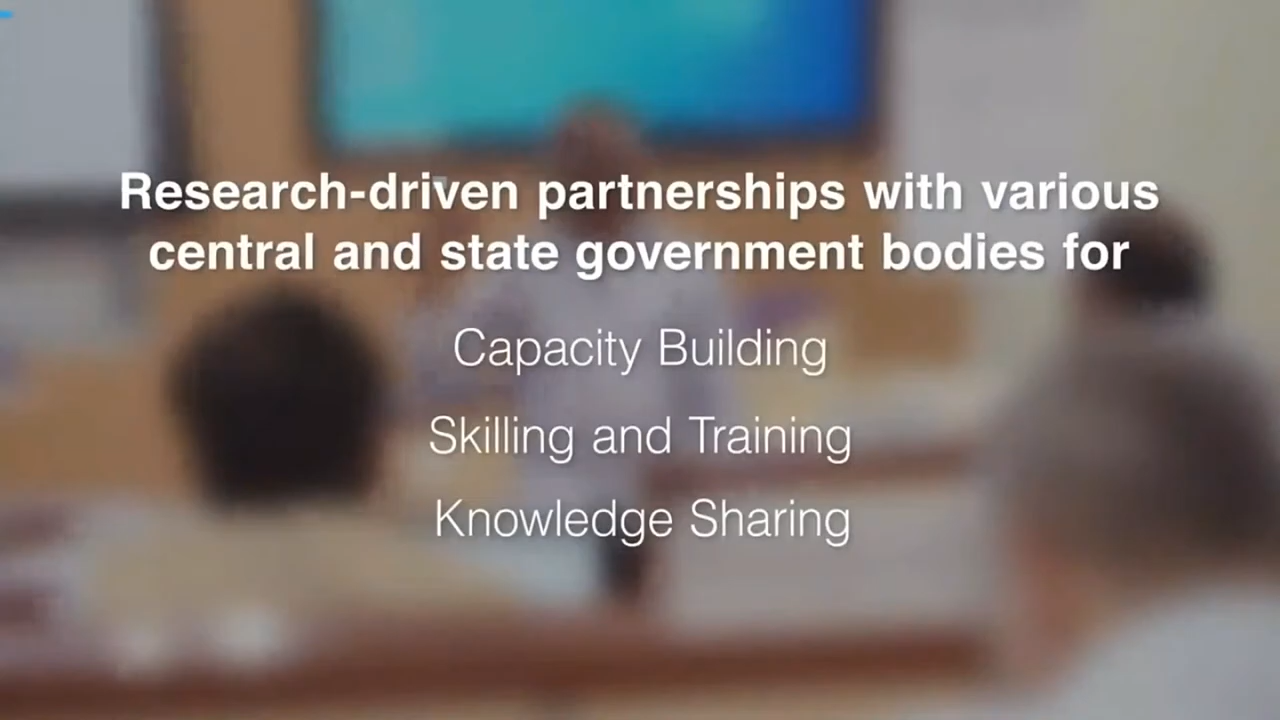 Research-driven partnerships with various
central and state government bodies for
Capacity Building
Skilling and Training
Knowledge Sharing